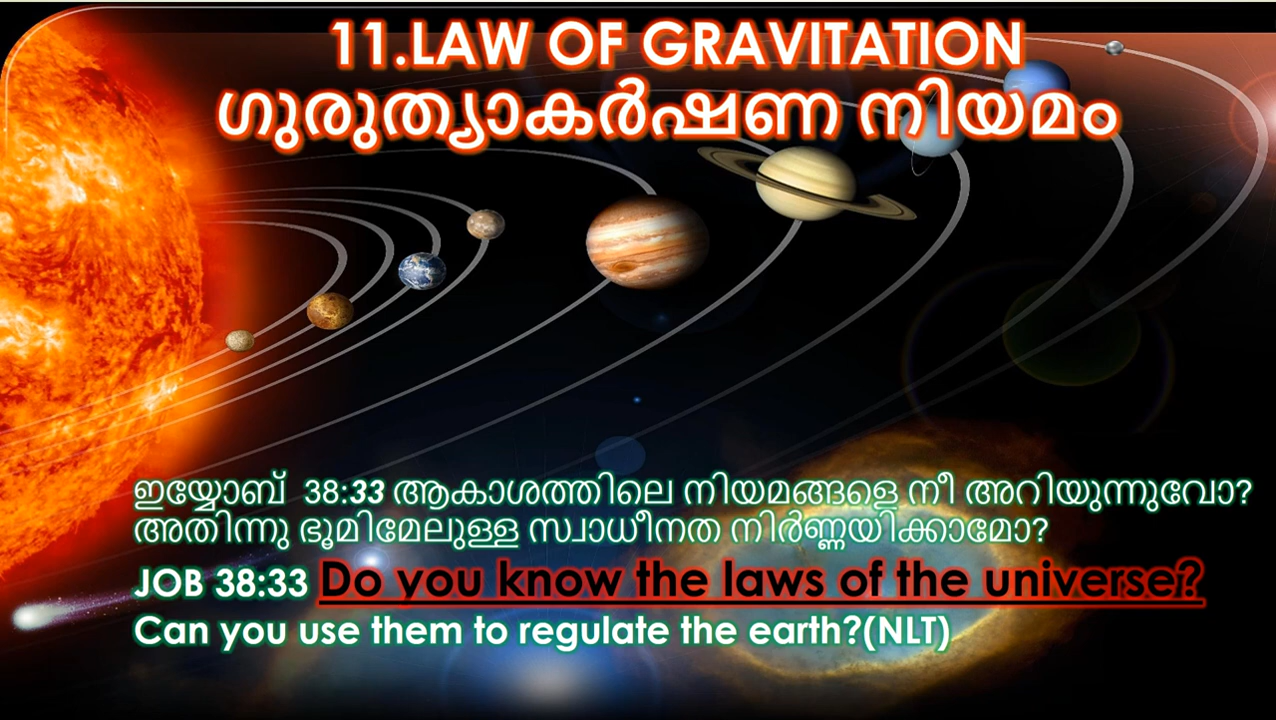 11.LAW OF GRAVITATION
ഗുരുത്യാകർഷണ നിയമം
ഇയ്യോബ് 38:33 ആകാശത്തിലെ നിയമങ്ങളെ നീ അറിയുന്നുവോ?
അതിന്നു ഭൂമിമേലുള്ള സ്വാധീനത നിർണ്ണയിക്കാമോ?
JOB 38:33 Do you know the laws of the universe?
Can you use them to regulate the earth?(NLT)